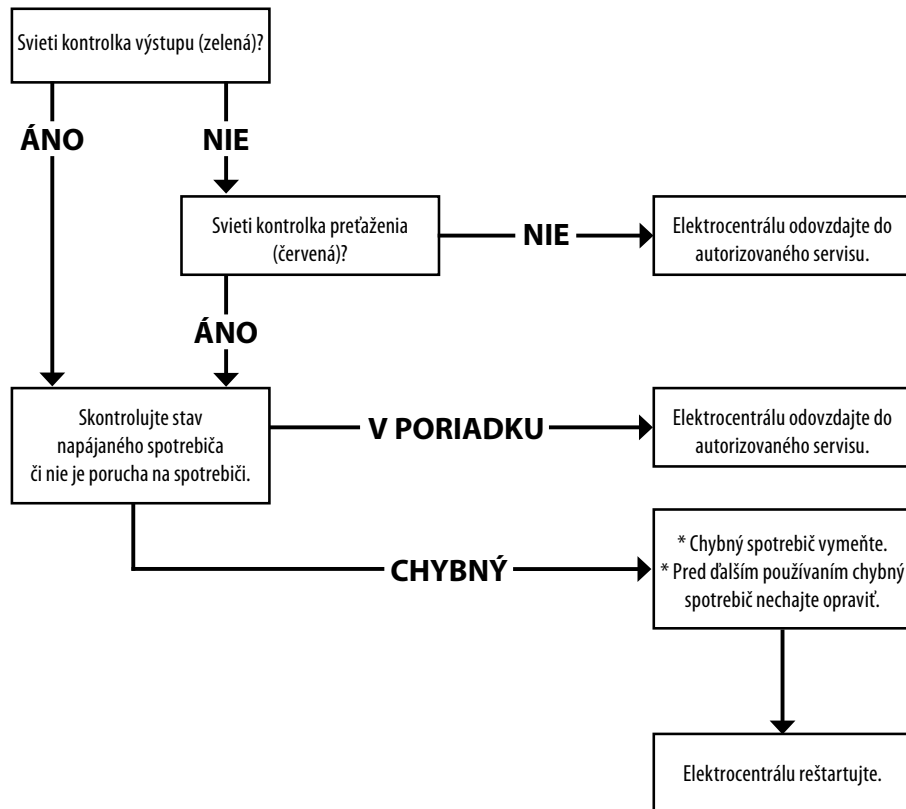 Svieti kontrolka výstupu (zelená)?
ÁNO
NIE
Svieti kontrolka preťaženia
(červená)?
NIE
Elektrocentrálu odovzdajte do
autorizovaného servisu.
ÁNO
Skontrolujte stav
napájaného spotrebiča
či nie je porucha na spotrebiči.
V PORIADKU
Elektrocentrálu odovzdajte do
autorizovaného servisu.
CHYBNÝ
* Chybný spotrebič vymeňte.
* Pred ďalším používaním chybný
spotrebič nechajte opraviť.
Elektrocentrálu reštartujte.